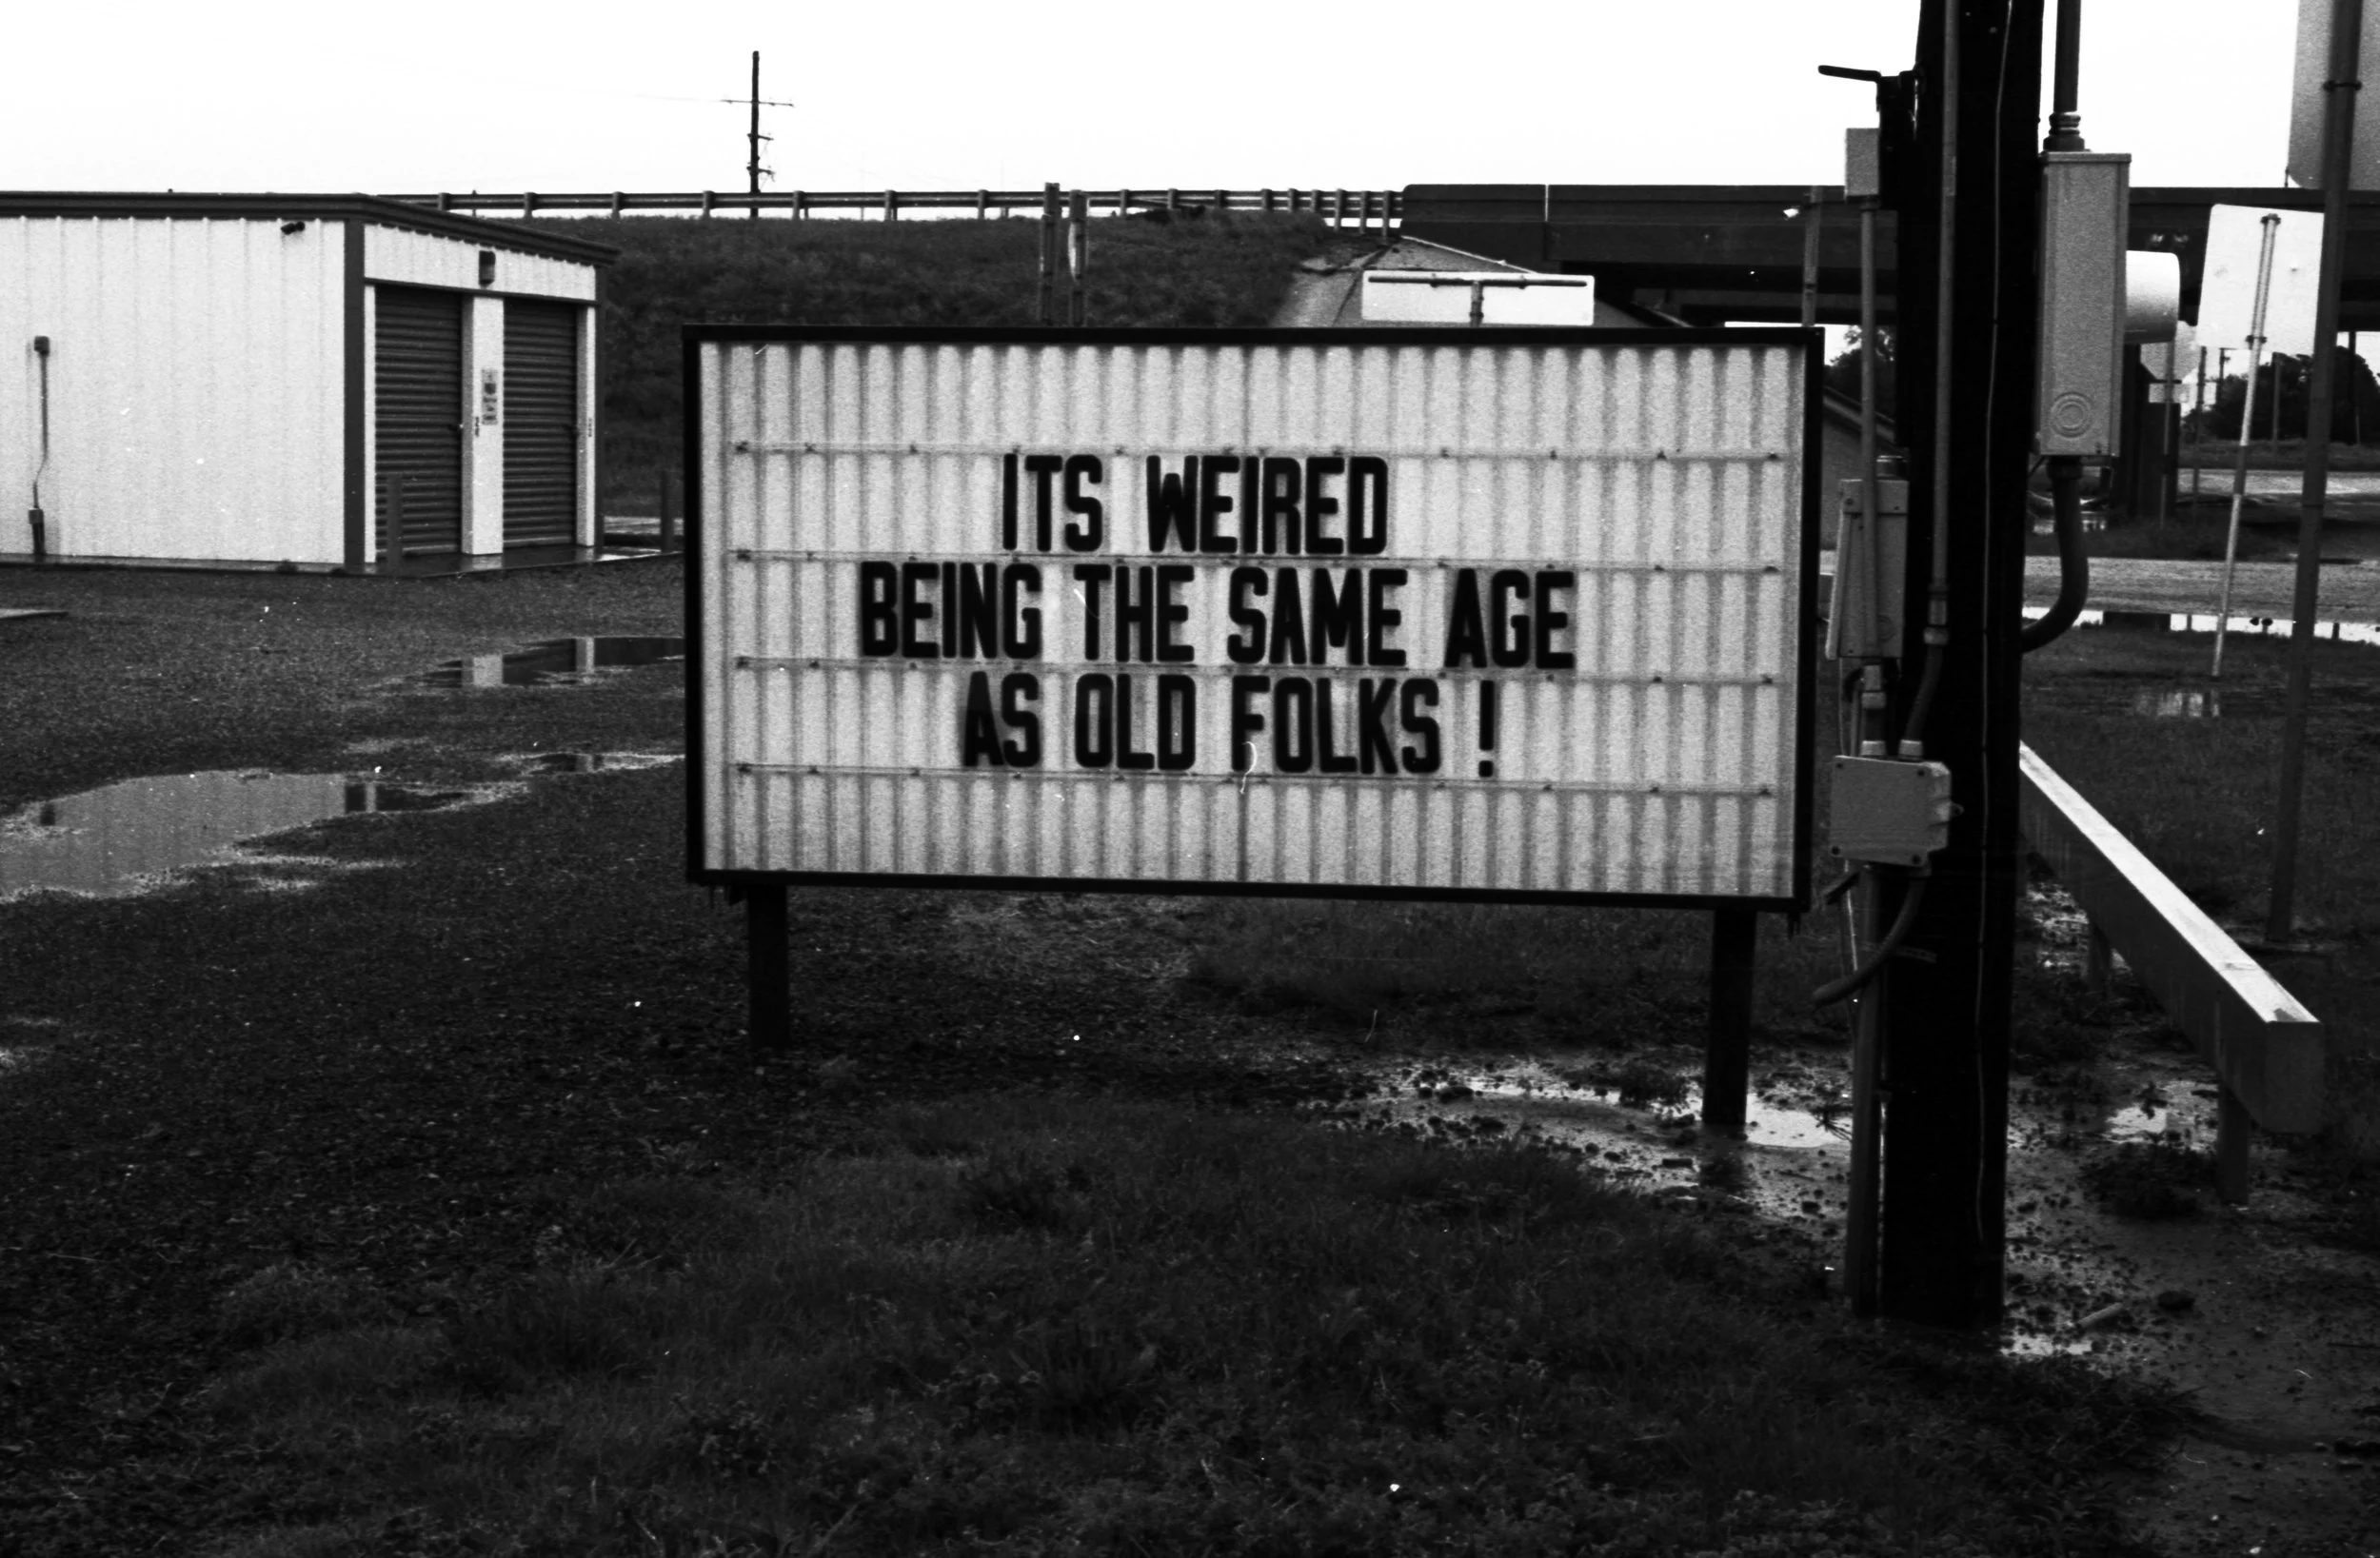 ITS WEIRED
BEING THE SAME AGE
AS OLD FOLKS !